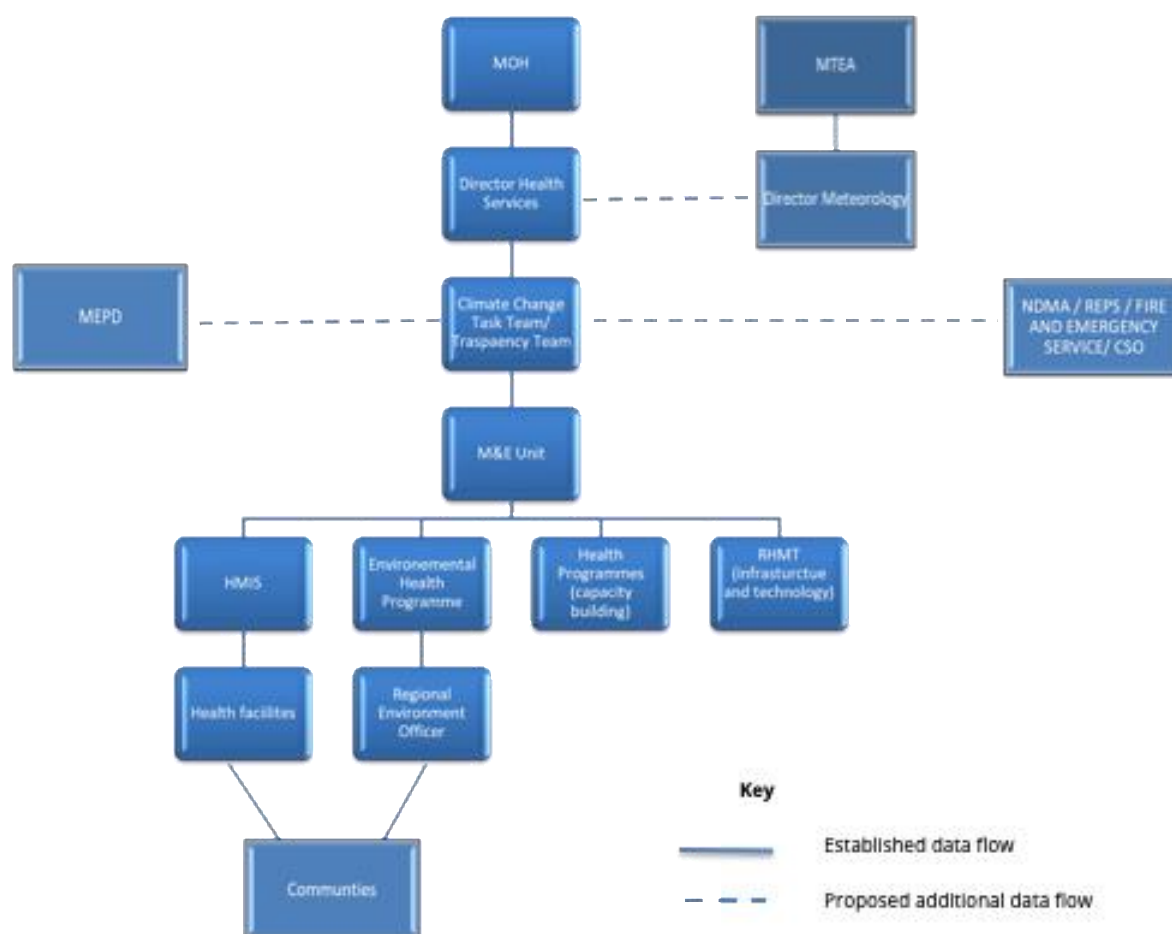 MOH
MTEA
Director Health
Services
Director Meteorology
MEPD
Climate Change
Task Team/
Traspaency Team
NDMA / REPS / FIRE
AND EMERGENCY
SERVICE/ CSO
M&E Unit
HMIS
Environemental
Health
Programme
Health
Programmes
(capacity
building)
RHMT
(infrasturctue
and technology)
Health facilites
Regional
Environment
Officer
Communties
Key
Established data flow
Proposed additional data flow